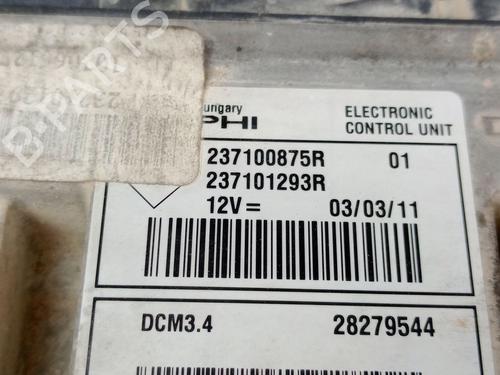 B-PARTS
ungary
PHI
ELECTRONIC
CONTROL UNIT
237100875R 01
237101293R
12V= 03/03/11
DCM3.4 28279544